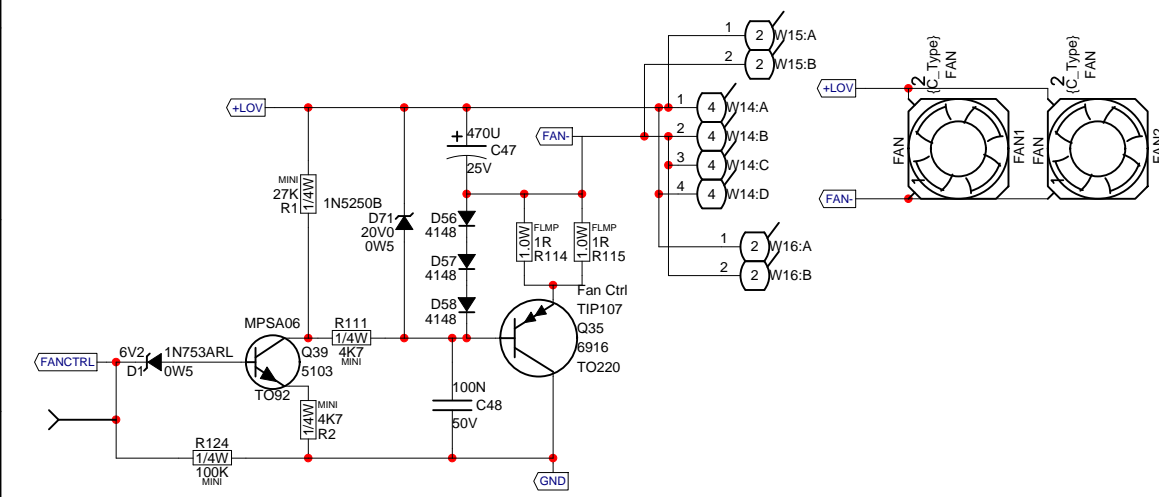 +LOV
FAN-
1
2
W15:A
2
2
W15:B
1
4
W14:A
2
4
W14:B
3
4
W14:C
4
4
W14:D
1
2
W16:A
2
2
W16:B
+LOV
FAN-
2
{C_Type}
FAN
FAN
1
FAN1
2
{C_Type}
FAN
FAN
1
FAN2
470U
C47
25V
MINI
27K
R1
1/4W
1N5250B
D71
20V0
0W5
D56
4148
D57
4148
D58
4148
1.0W
FLMP
1R
R114
1.0W
FLMP
1R
R115
Fan Ctrl
TIP107
Q35
6916
TO220
MPSA06
Q39
5103
TO92
R111
1/4W
4K7
MINI
FANCTRL
6V2
D1
1N753ARL
0W5
1/4W
MINI
4K7
R2
100N
C48
50V
R124
1/4W
100K
MINI
GND